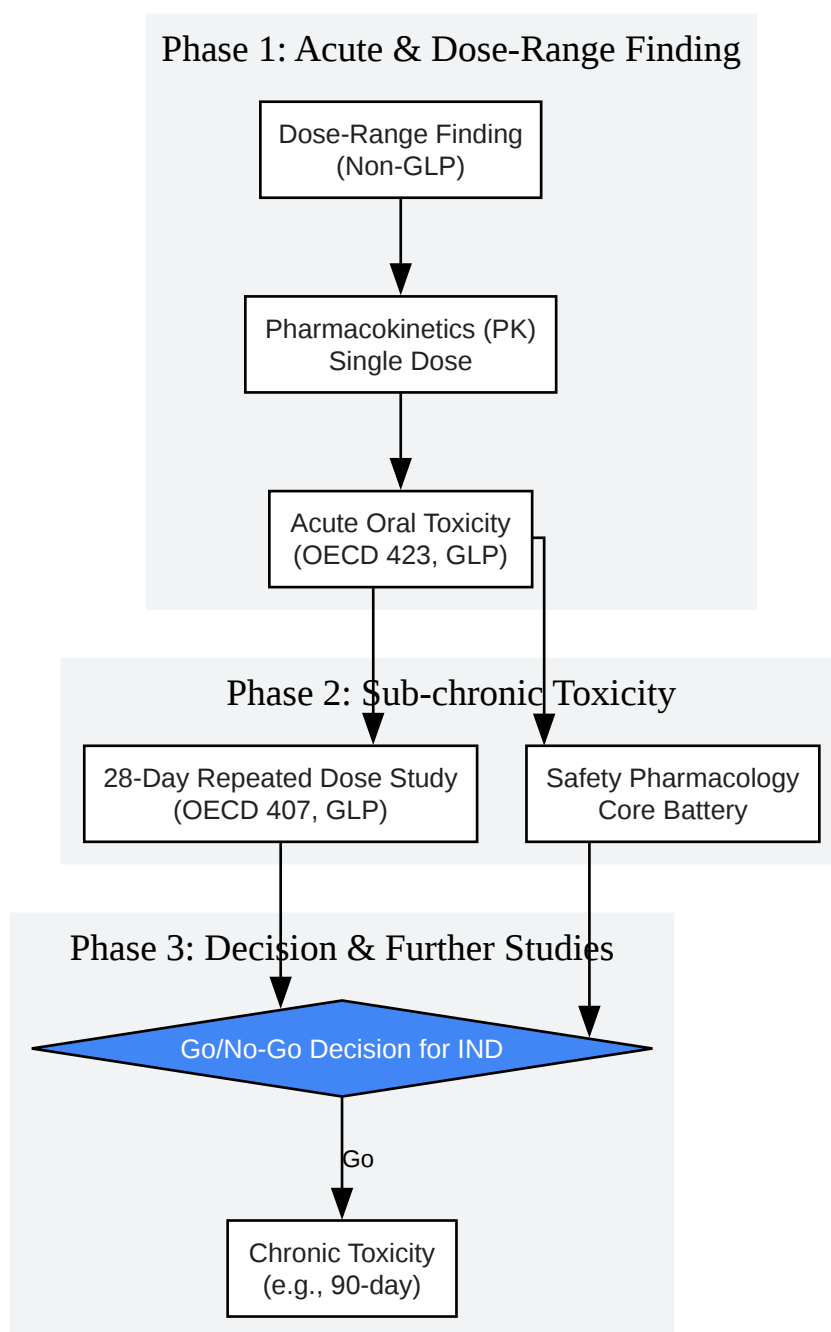 Phase 1: Acute & Dose-Range Finding
Dose-Range Finding
(Non-GLP)
Pharmacokinetics (PK)
Single Dose
Acute Oral Toxicity
(OECD 423, GLP)
Phase 2: Sub-chronic Toxicity
28-Day Repeated Dose Study
(OECD 407, GLP)
Safety Pharmacology
Core Battery
Phase 3: Decision & Further Studies
Go/No-Go Decision for IND
Go
Chronic Toxicity
(e.g., 90-day)